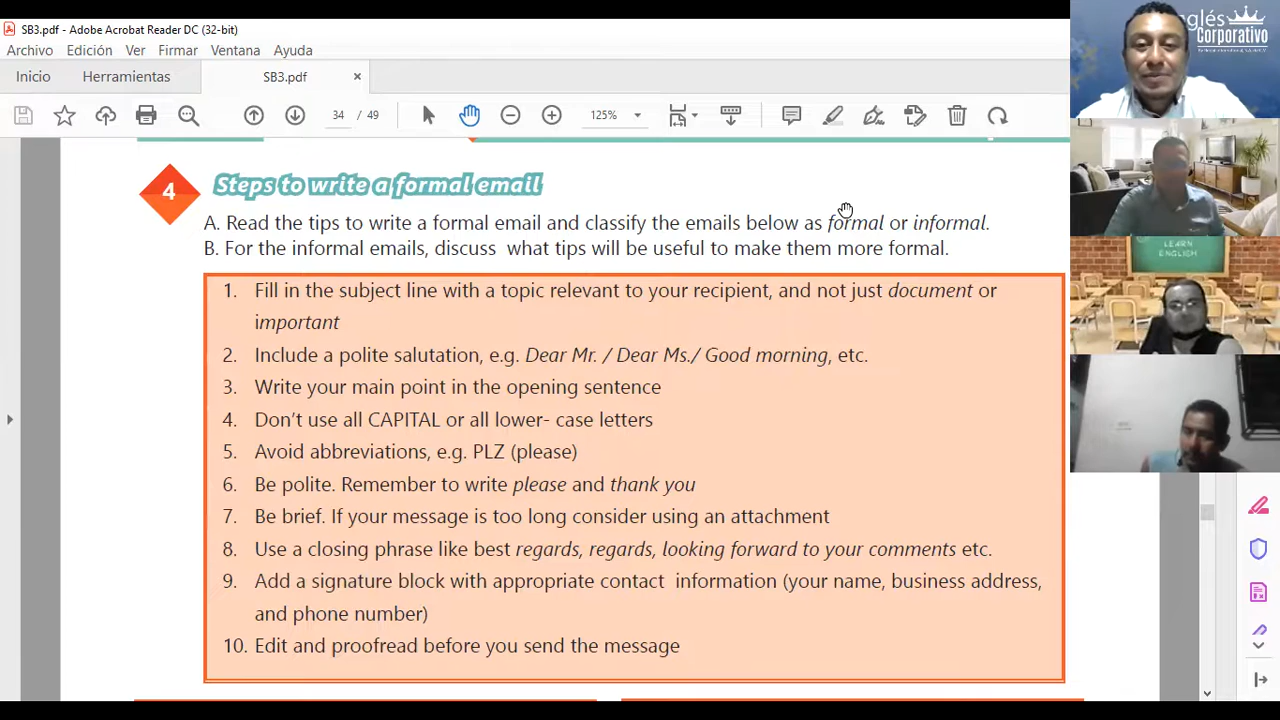 SB3.pdf - Adobe Acrobat Reader DC (32-bit)
Archivo Edición Ver Firmar Ventana Ayuda
Inicio Herramientas SB3.pdf ×
34 / 49 125%
4 Steps to write a formal email
A. Read the tips to write a formal email and classify the emails below as formal or informal.
B. For the informal emails, discuss what tips will be useful to make them more formal.
1. Fill in the subject line with a topic relevant to your recipient, and not just document or
important
2. Include a polite salutation, e.g. Dear Mr. / Dear Ms./ Good morning, etc.
3. Write your main point in the opening sentence
4. Don’t use all CAPITAL or all lower- case letters
5. Avoid abbreviations, e.g. PLZ (please)
6. Be polite. Remember to write please and thank you
7. Be brief. If your message is too long consider using an attachment
8. Use a closing phrase like best regards, regards, looking forward to your comments etc.
9. Add a signature block with appropriate contact information (your name, business address,
and phone number)
10. Edit and proofread before you send the message
glés
Corporativo
LEARN
ENGLISH